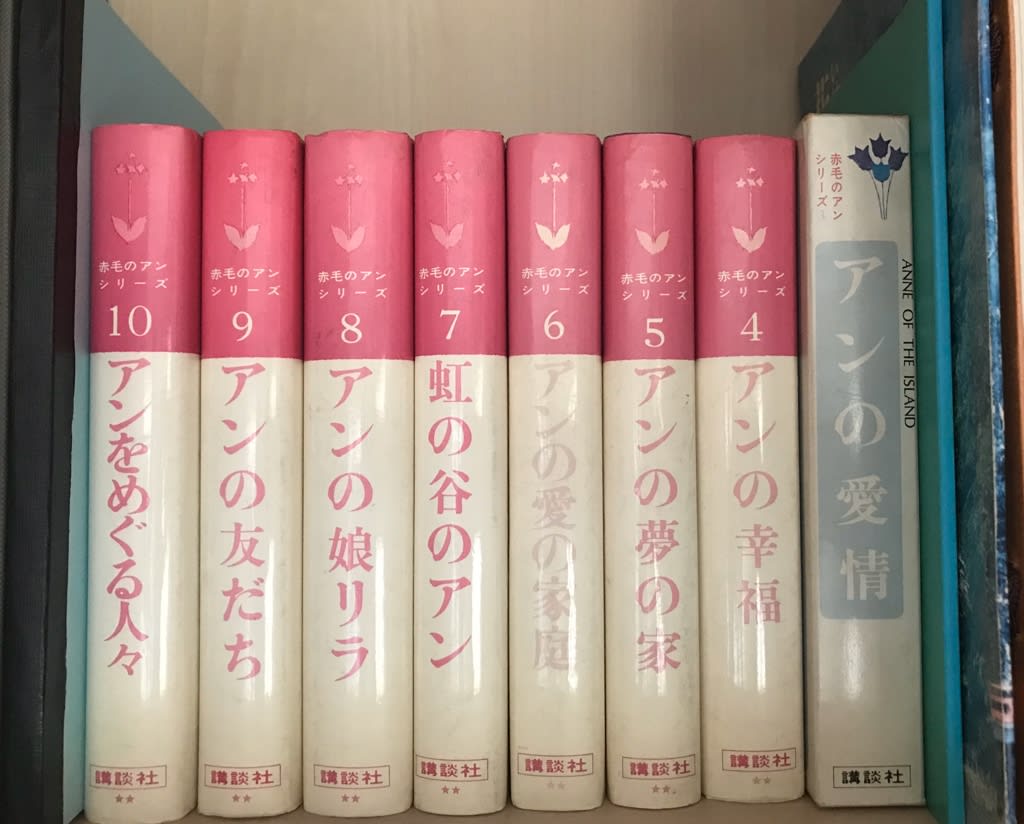 赤毛のアン
シリーズ
10
アンをめぐる人々
講談社
★★
赤毛のアン
シリーズ
9
アンの友だち
講談社
★★
赤毛のアン
シリーズ
8
アンの娘リラ
講談社
★★
赤毛のアン
シリーズ
7
虹の谷のアン
講談社
★★
赤毛のアン
シリーズ
6
アンの愛の家庭
講談社
★★
赤毛のアン
シリーズ
5
アンの夢の家
講談社
★★
赤毛のアン
シリーズ
4
アンの幸福
講談社
★★
赤毛のアン
シリーズ
アンの愛情
ANNE OF THE ISLAND
講談社